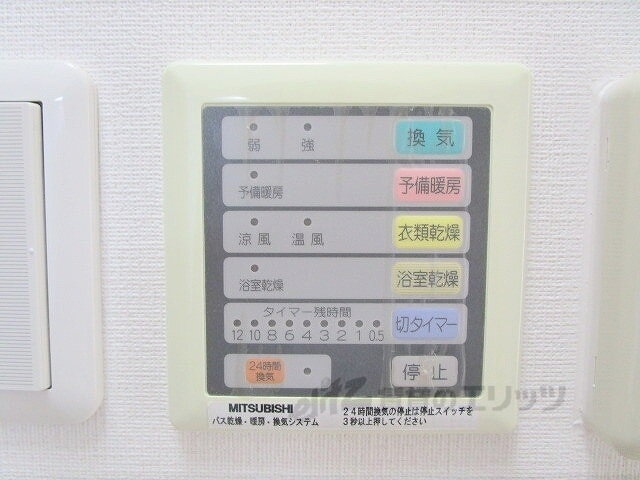 弱 強 換気
予備暖房 予備暖房
涼風 温風 衣類乾燥
浴室乾燥 浴室乾燥
タイマー残時間
12 10 8 6 4 3 2 1 0.5 切タイマー
24時間
換気
停止
MITSUBISHI
バス乾燥・暖房・換気システム
24時間換気の停止は停止スイッチを
3秒以上押してください
のエリッツ